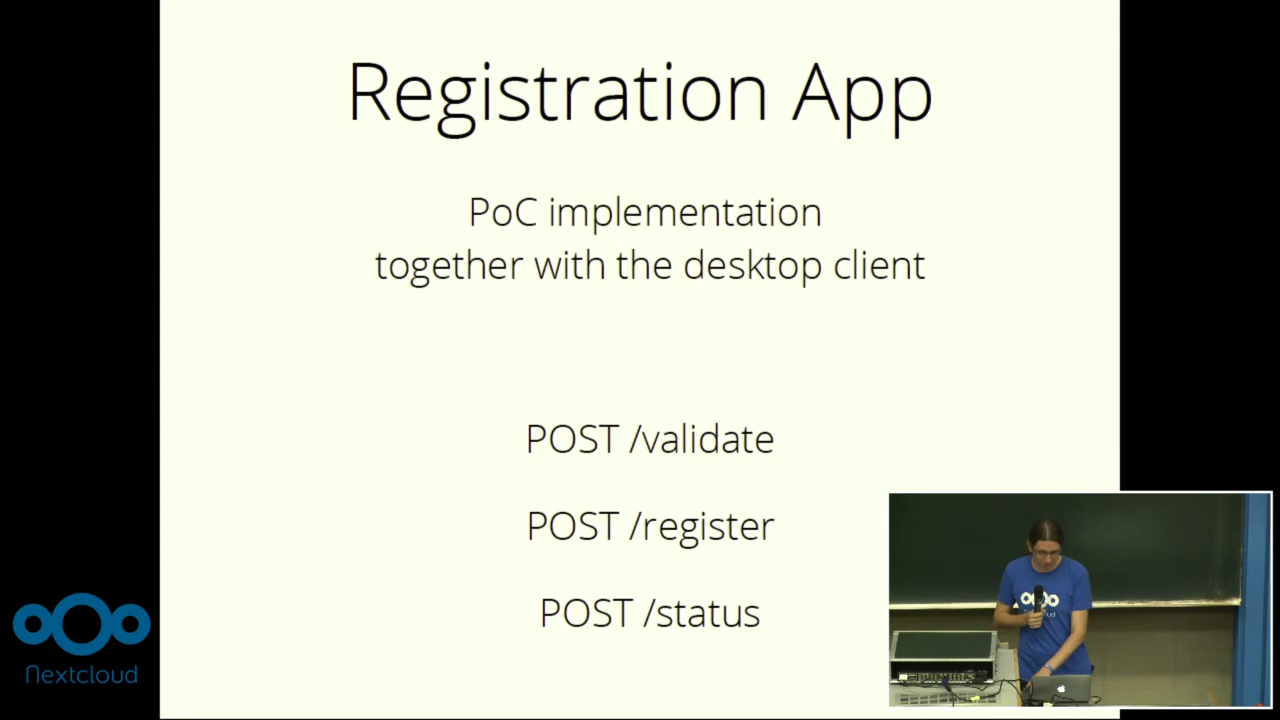 Registration App
PoC implementation
together with the desktop client
POST /validate
POST /register
POST /status
Nextcloud